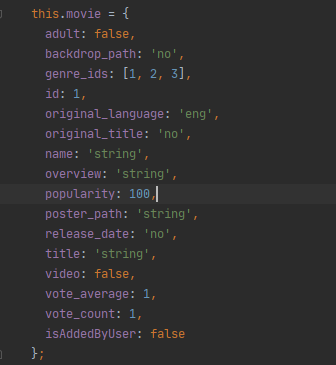 this.movie = {
  adult: false,
  backdrop_path: 'no',
  genre_ids: [1, 2, 3],
  id: 1,
  original_language: 'eng',
  original_title: 'no',
  name: 'string',
  overview: 'string',
  popularity: 100,
  poster_path: 'string',
  release_date: 'no',
  title: 'string',
  video: false,
  vote_average: 1,
  vote_count: 1,
  isAddedByUser: false
};